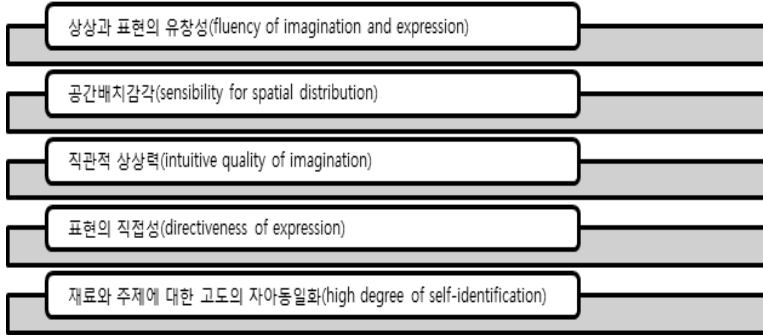 상상과 표현의 유창성(fluency of imagination and expression)
공간배치감각(sensibility for spatial distribution)
직관적 상상력(intuitive quality of imagination)
표현의 직접성(directiveness of expression)
재료와 주제에 대한 고도의 자아동일화(high degree of self-identification)